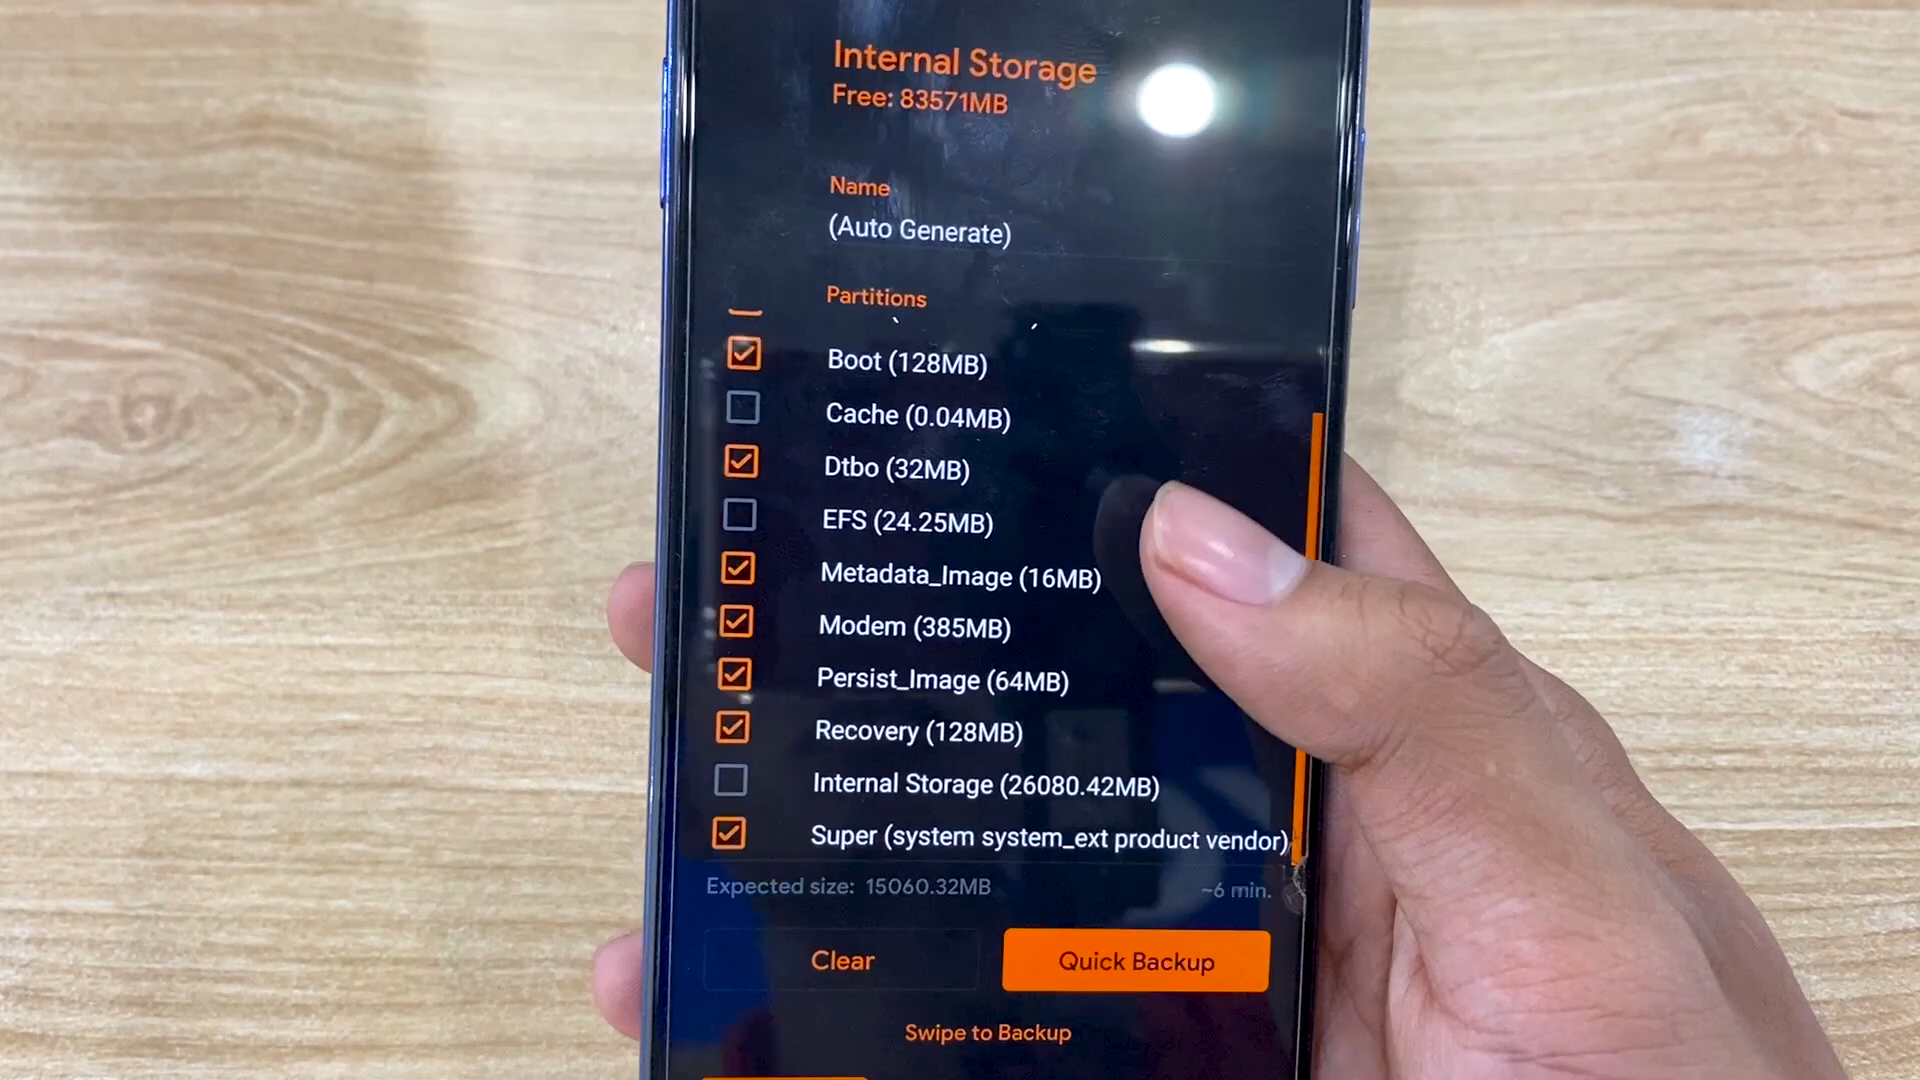 Internal Storage
Free: 83571MB
Name
(Auto Generate)
Partitions
Boot (128MB)
Cache (0.04MB)
Dtbo (32MB)
EFS (24.25MB)
Metadata_Image (16MB)
Modem (385MB)
Persist_Image (64MB)
Recovery (128MB)
Internal Storage (26080.42MB)
Super (system system_ext product vendor)
Expected size: 15060.32MB ~6 min.
Clear Quick Backup
Swipe to Backup